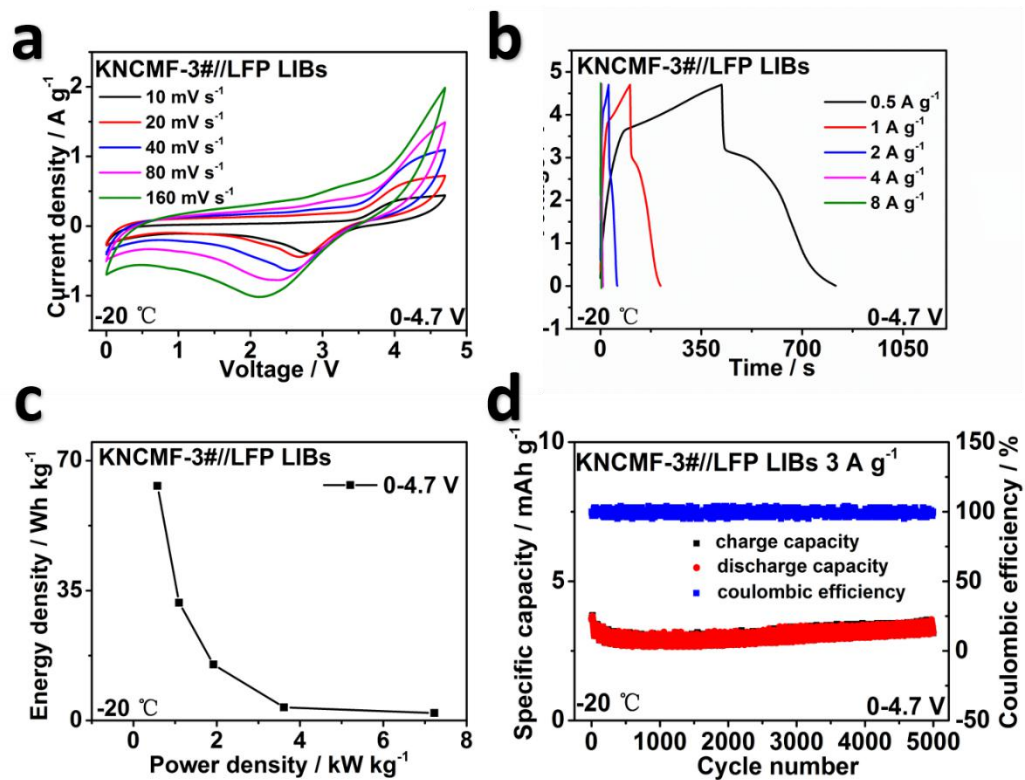 a
KNCMF-3#//LFP LIBs
10 mV s⁻¹
20 mV s⁻¹
40 mV s⁻¹
80 mV s⁻¹
160 mV s⁻¹
2
1
0
-1
Current density / A g⁻¹
-20 ℃
0-4.7 V
0 1 2 3 4 5
Voltage / V
b
KNCMF-3#//LFP LIBs
0.5 A g⁻¹
1 A g⁻¹
2 A g⁻¹
4 A g⁻¹
8 A g⁻¹
5
4
3
2
1
0
-1
-20 ℃
0-4.7 V
0 350 700 1050
Time / s
c
KNCMF-3#//LFP LIBs
0-4.7 V
70
35
0
Energy density / Wh kg⁻¹
-20 ℃
0 2 4 6 8
Power density / kW kg⁻¹
d
KNCMF-3#//LFP LIBs 3 A g⁻¹
charge capacity
discharge capacity
coulombic efficiency
10
5
0
Specific capacity / mAh g⁻¹
150
100
50
0
-50
Coulombic efficiency / %
-20 ℃
0-4.7 V
0 1000 2000 3000 4000 5000
Cycle number